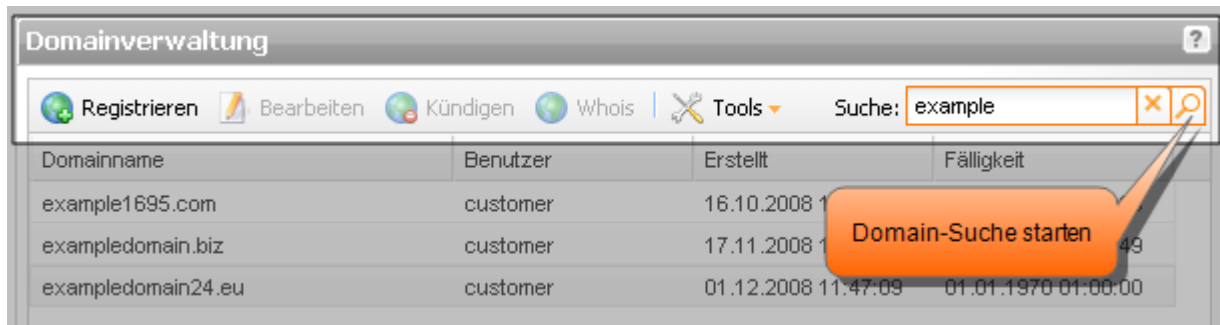 Domainverwaltung ?
Registrieren Bearbeiten Kündigen Whois Tools Suche: example
Domainname Benutzer Erstellt Fälligkeit
example1695.com customer 16.10.2008
exampledomain.biz customer 17.11.2008 49
exampledomain24.eu customer 01.12.2008 11:47:09 01.01.1970 01:00:00
Domain-Suche starten